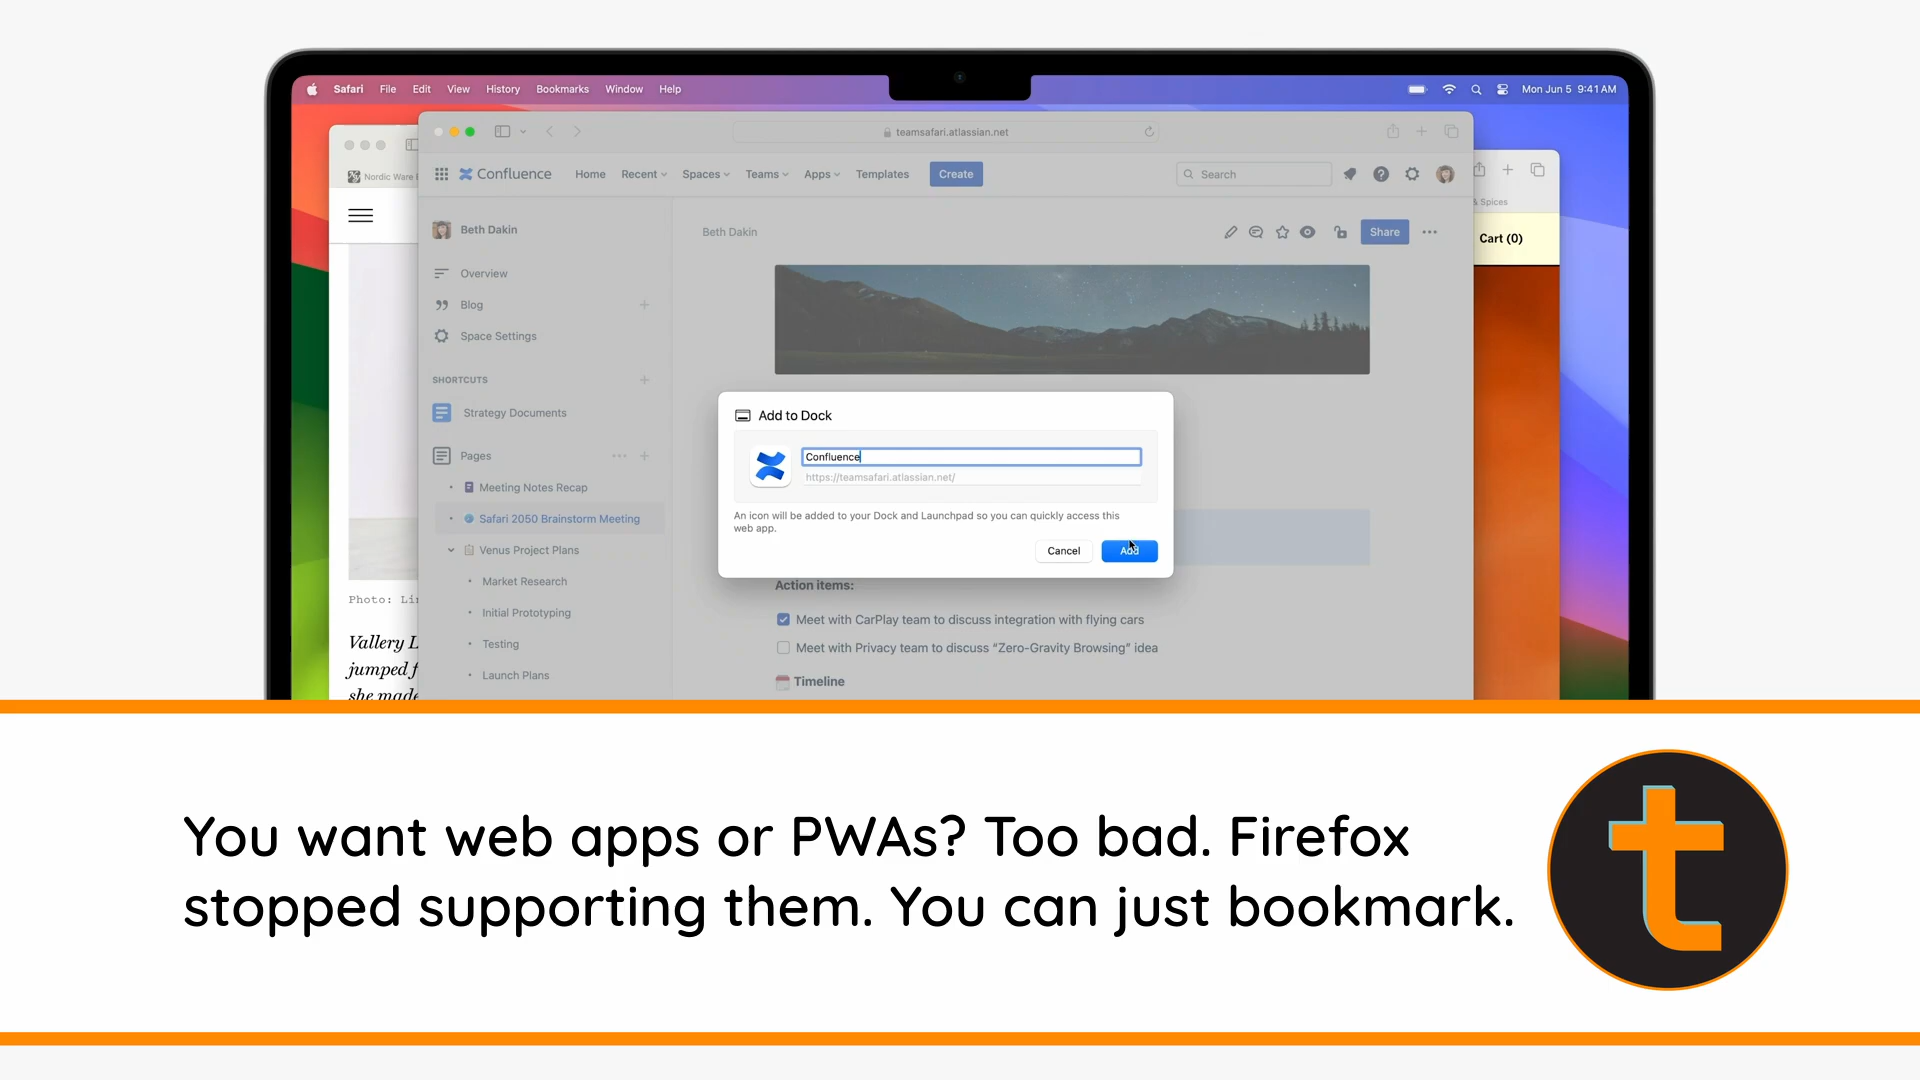 Safari File Edit View History Bookmarks Window Help
Mon Jun 5 9:41 AM
teamsafari.atlassian.net
Nordic Ware
Confluence Home Recent Spaces Teams Apps Templates Create
Search
& Spices
Cart (0)
Beth Dakin
Overview
Blog
Space Settings
SHORTCUTS
Strategy Documents
Pages
Meeting Notes Recap
Safari 2050 Brainstorm Meeting
Venus Project Plans
Market Research
Initial Prototyping
Testing
Launch Plans
Beth Dakin
Share
Add to Dock
Confluence
https://teamsafari.atlassian.net/
An icon will be added to your Dock and Launchpad so you can quickly access this
web app.
Cancel Add
Action items:
Meet with CarPlay team to discuss integration with flying cars
Meet with Privacy team to discuss “Zero-Gravity Browsing” idea
Timeline
Photo:
Vallery
jumped
she made
You want web apps or PWAs? Too bad. Firefox
stopped supporting them. You can just bookmark.
t